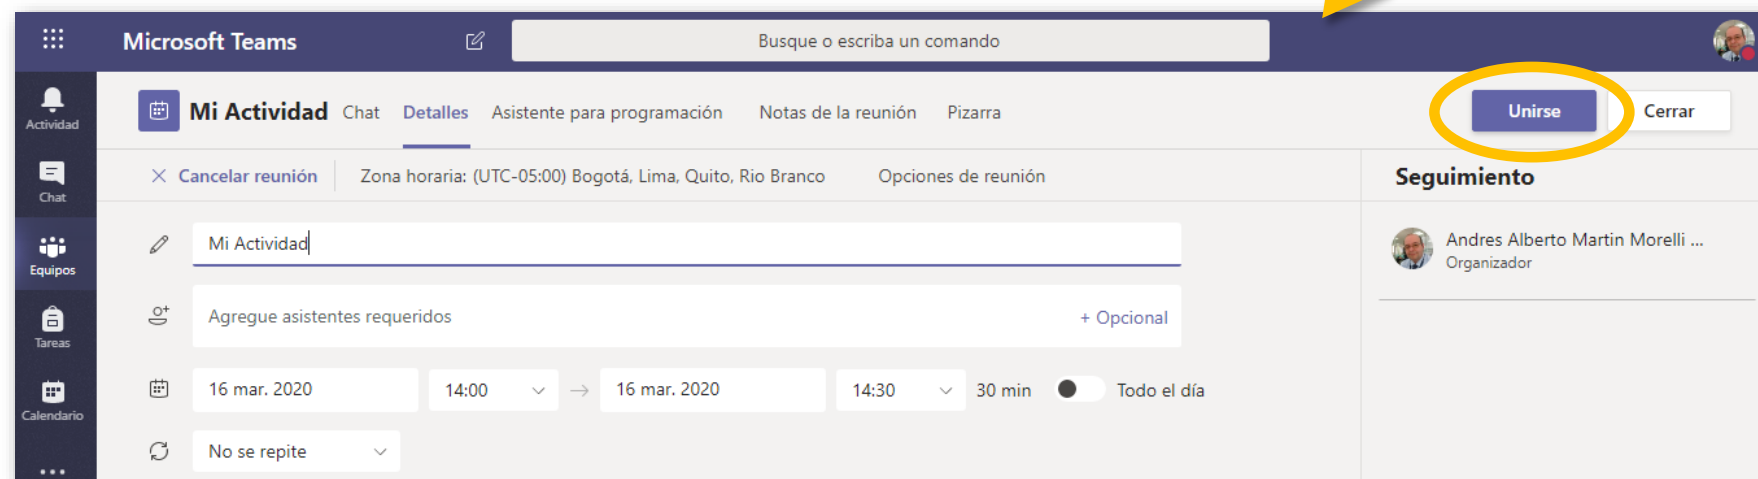 Microsoft Teams
Busque o escriba un comando
Actividad
Chat
Equipos
Tareas
Calendario
Mi Actividad Chat Detalles Asistente para programación Notas de la reunión Pizarra
Unirse Cerrar
Cancelar reunión Zona horaria: (UTC-05:00) Bogotá, Lima, Quito, Rio Branco Opciones de reunión
Mi Actividad
Agregue asistentes requeridos + Opcional
16 mar. 2020 14:00 → 16 mar. 2020 14:30 30 min Todo el día
No se repite
Seguimiento
Andres Alberto Martin Morelli ...
Organizador